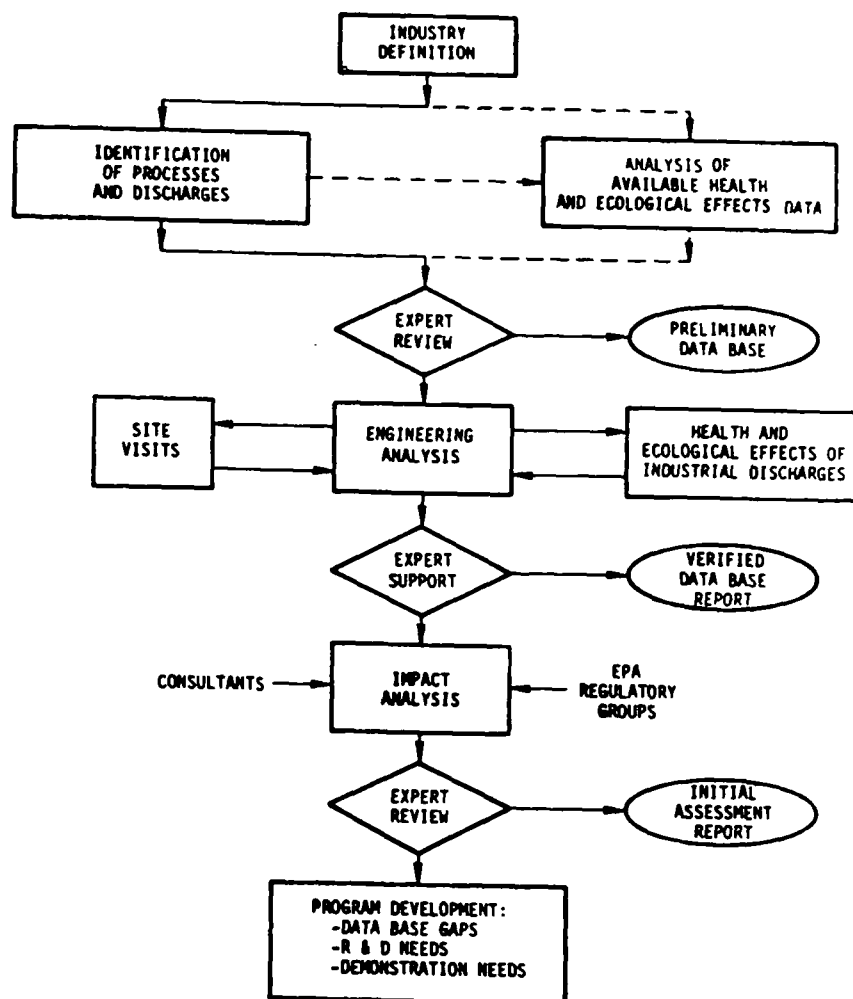 INDUSTRY
DEFINITION
IDENTIFICATION
OF PROCESSES
AND DISCHARGES
ANALYSIS OF
AVAILABLE HEALTH
AND ECOLOGICAL EFFECTS DATA
EXPERT
REVIEW
PRELIMINARY
DATA BASE
SITE
VISITS
ENGINEERING
ANALYSIS
HEALTH AND
ECOLOGICAL EFFECTS OF
INDUSTRIAL DISCHARGES
EXPERT
SUPPORT
VERIFIED
DATA BASE
REPORT
CONSULTANTS
IMPACT
ANALYSIS
EPA
REGULATORY
GROUPS
EXPERT
REVIEW
INITIAL
ASSESSMENT
REPORT
PROGRAM DEVELOPMENT:
-DATA BASE GAPS
-R & D NEEDS
-DEMONSTRATION NEEDS